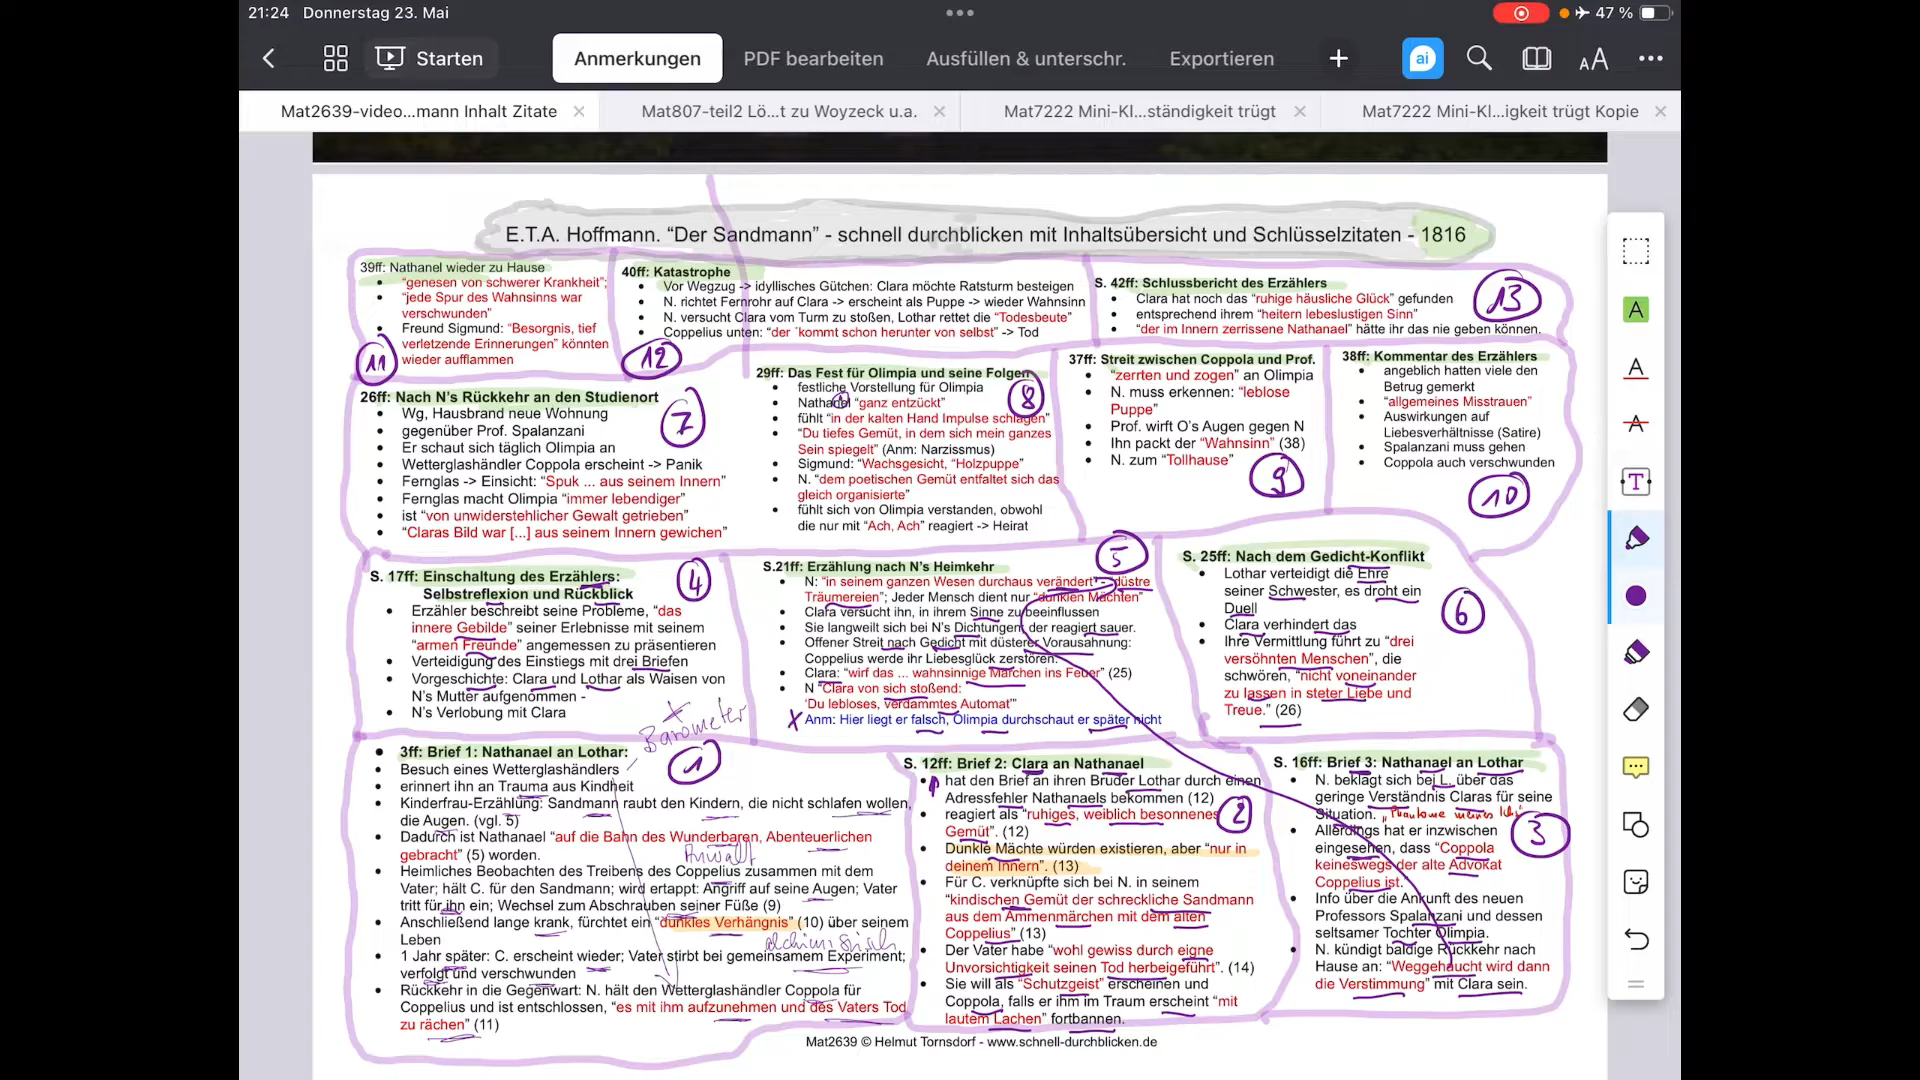 21:24 Donnerstag 23. Mai
47 %
Starten
Anmerkungen
PDF bearbeiten
Ausfüllen & unterschr.
Exportieren
ai
AA
Mat2639-video...mann Inhalt Zitate
Mat807-teil2 Lö...t zu Woyzeck u.a.
Mat7222 Mini-Kl...ständigkeit trügt
Mat7222 Mini-Kl...igkeit trügt Kopie
E.T.A. Hoffmann. “Der Sandmann” - schnell durchblicken mit Inhaltsübersicht und Schlüsselzitaten - 1816
39ff: Nathanel wieder zu Hause
• “genesen von schwerer Krankheit”;
• “jede Spur des Wahnsinns war
verschwunden”
• Freund Sigmund: “Besorgnis, tief
verletzende Erinnerungen” könnten
wieder aufflammen
11
40ff: Katastrophe
• Vor Wegzug -> idyllisches Gütchen: Clara möchte Ratsturm besteigen
• N. richtet Fernrohr auf Clara -> erscheint als Puppe -> wieder Wahnsinn
• N. versucht Clara vom Turm zu stoßen, Lothar rettet die “Todesbeute”
• Coppelius unten: “der ´kommt schon herunter von selbst” -> Tod
12
S. 42ff: Schlussbericht des Erzählers
• Clara hat noch das “ruhige häusliche Glück” gefunden
• entsprechend ihrem “heitern lebeslustigen Sinn”
• “der im Innern zerrissene Nathanael” hätte ihr das nie geben können.
13
26ff: Nach N’s Rückkehr an den Studienort
• Wg, Hausbrand neue Wohnung
• gegenüber Prof. Spalanzani
• Er schaut sich täglich Olimpia an
• Wetterglashändler Coppola erscheint -> Panik
• Fernglas -> Einsicht: “Spuk ... aus seinem Innern”
• Fernglas macht Olimpia “immer lebendiger”
• ist “von unwiderstehlicher Gewalt getrieben”
• “Claras Bild war [...] aus seinem Innern gewichen”
7
29ff: Das Fest für Olimpia und seine Folgen
• festliche Vorstellung für Olimpia
• Nathanel “ganz entzückt”
• fühlt “in der kalten Hand Impulse schlagen”
• “Du tiefes Gemüt, in dem sich mein ganzes
Sein spiegelt” (Anm: Narzissmus)
• Sigmund: “Wachsgesicht, “Holzpuppe”
• N. “dem poetischen Gemüt entfaltet sich das
gleich organisierte”
• fühlt sich von Olimpia verstanden, obwohl
die nur mit “Ach, Ach” reagiert -> Heirat
8
37ff: Streit zwischen Coppola und Prof.
• “zerrten und zogen” an Olimpia
• N. muss erkennen: “leblose
Puppe”
• Prof. wirft O’s Augen gegen N
• Ihn packt der “Wahnsinn” (38)
• N. zum “Tollhause”
9
38ff: Kommentar des Erzählers
• angeblich hatten viele den
Betrug gemerkt
• “allgemeines Misstrauen”
• Auswirkungen auf
Liebesverhältnisse (Satire)
• Spalanzani muss gehen
• Coppola auch verschwunden
10
S. 17ff: Einschaltung des Erzählers:
Selbstreflexion und Rückblick
• Erzähler beschreibt seine Probleme, “das
innere Gebilde” seiner Erlebnisse mit seinem
“armen Freunde” angemessen zu präsentieren
• Verteidigung des Einstiegs mit drei Briefen
• Vorgeschichte: Clara und Lothar als Waisen von
N’s Mutter aufgenommen -
• N’s Verlobung mit Clara
4
S.21ff: Erzählung nach N’s Heimkehr
• N: “in seinem ganzen Wesen durchaus verändert” - “düstre
Träumereien”; Jeder Mensch dient nur “dunklen Mächten”
• Clara versucht ihn, in ihrem Sinne zu beeinflussen
• Sie langweilt sich bei N’s Dichtungen, der reagiert sauer.
• Offener Streit nach Gedicht mit düsterer Vorausahnung:
Coppelius werde ihr Liebesglück zerstören:
• Clara: “wirf das ... wahnsinnige Märchen ins Feuer” (25)
• N “Clara von sich stoßend:
‘Du lebloses, verdammtes Automat’”
X Anm: Hier liegt er falsch, Olimpia durchschaut er später nicht
5
S. 25ff: Nach dem Gedicht-Konflikt
• Lothar verteidigt die Ehre
seiner Schwester, es droht ein
Duell
• Clara verhindert das
• Ihre Vermittlung führt zu “drei
versöhnten Menschen”, die
schwören, “nicht voneinander
zu lassen in steter Liebe und
Treue.” (26)
6
Barometer
• 3ff: Brief 1: Nathanael an Lothar:
• Besuch eines Wetterglashändlers
• erinnert ihn an Trauma aus Kindheit
• Kinderfrau-Erzählung: Sandmann raubt den Kindern, die nicht schlafen wollen,
die Augen. (vgl. 5)
• Dadurch ist Nathanael “auf die Bahn des Wunderbaren, Abenteuerlichen
gebracht” (5) worden.
Anwalt
• Heimliches Beobachten des Treibens des Coppelius zusammen mit dem
Vater; hält C. für den Sandmann; wird ertappt: Angriff auf seine Augen; Vater
tritt für ihn ein; Wechsel zum Abschrauben seiner Füße (9)
• Anschließend lange krank, fürchtet ein “dunkles Verhängnis” (10) über seinem
Leben
alchimistisch
• 1 Jahr später: C. erscheint wieder; Vater stirbt bei gemeinsamem Experiment;
verfolgt und verschwunden
• Rückkehr in die Gegenwart: N. hält den Wetterglashändler Coppola für
Coppelius und ist entschlossen, “es mit ihm aufzunehmen und des Vaters Tod
zu rächen” (11)
1
S. 12ff: Brief 2: Clara an Nathanael
• hat den Brief an ihren Bruder Lothar durch einen
Adressfehler Nathanaels bekommen (12)
• reagiert als “ruhiges, weiblich besonnenes
Gemüt”. (12)
• Dunkle Mächte würden existieren, aber “nur in
deinem Innern”. (13)
• Für C. verknüpfte sich bei N. in seinem
“kindischen Gemüt der schreckliche Sandmann
aus dem Ammenmärchen mit dem alten
Coppelius” (13)
• Der Vater habe “wohl gewiss durch eigne
Unvorsichtigkeit seinen Tod herbeigeführt”. (14)
• Sie will als “Schutzgeist” erscheinen und
Coppola, falls er ihm im Traum erscheint “mit
lautem Lachen” fortbannen.
2
S. 16ff: Brief 3: Nathanael an Lothar
• N. beklagt sich bei L. über das
geringe Verständnis Claras für seine
Situation. „Phantome meines Ichs
• Allerdings hat er inzwischen
eingesehen, dass “Coppola
keineswegs der alte Advokat
Coppelius ist.”
• Info über die Ankunft des neuen
Professors Spalanzani und dessen
seltsamer Tochter Olimpia.
• N. kündigt baldige Rückkehr nach
Hause an: “Weggehaucht wird dann
die Verstimmung” mit Clara sein.
3
Mat2639 © Helmut Tornsdorf - www.schnell-durchblicken.de